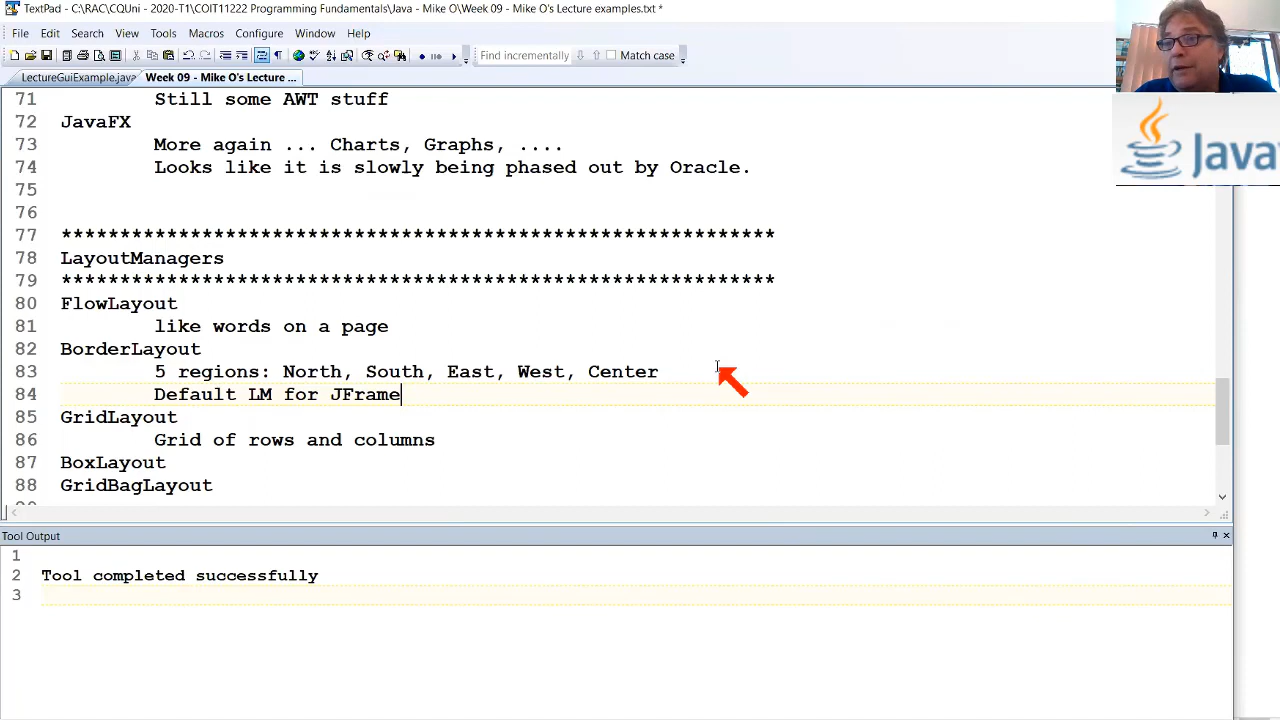 TextPad - C:\RAC\CQUni - 2020-T1\COIT11222 Programming Fundamentals\Java - Mike O\Week 09 - Mike O's Lecture examples.txt *
File Edit Search View Tools Macros Configure Window Help
Find incrementally Match case
LectureGuiExample.java Week 09 - Mike O's Lecture ...
71 Still some AWT stuff
72 JavaFX
73 More again ... Charts, Graphs, ....
74 Looks like it is slowly being phased out by Oracle.
75
76
77 *************************************************************
78 LayoutManagers
79 *************************************************************
80 FlowLayout
81 like words on a page
82 BorderLayout
83 5 regions: North, South, East, West, Center
84 Default LM for JFrame
85 GridLayout
86 Grid of rows and columns
87 BoxLayout
88 GridBagLayout
Java
Tool Output
1
2 Tool completed successfully
3